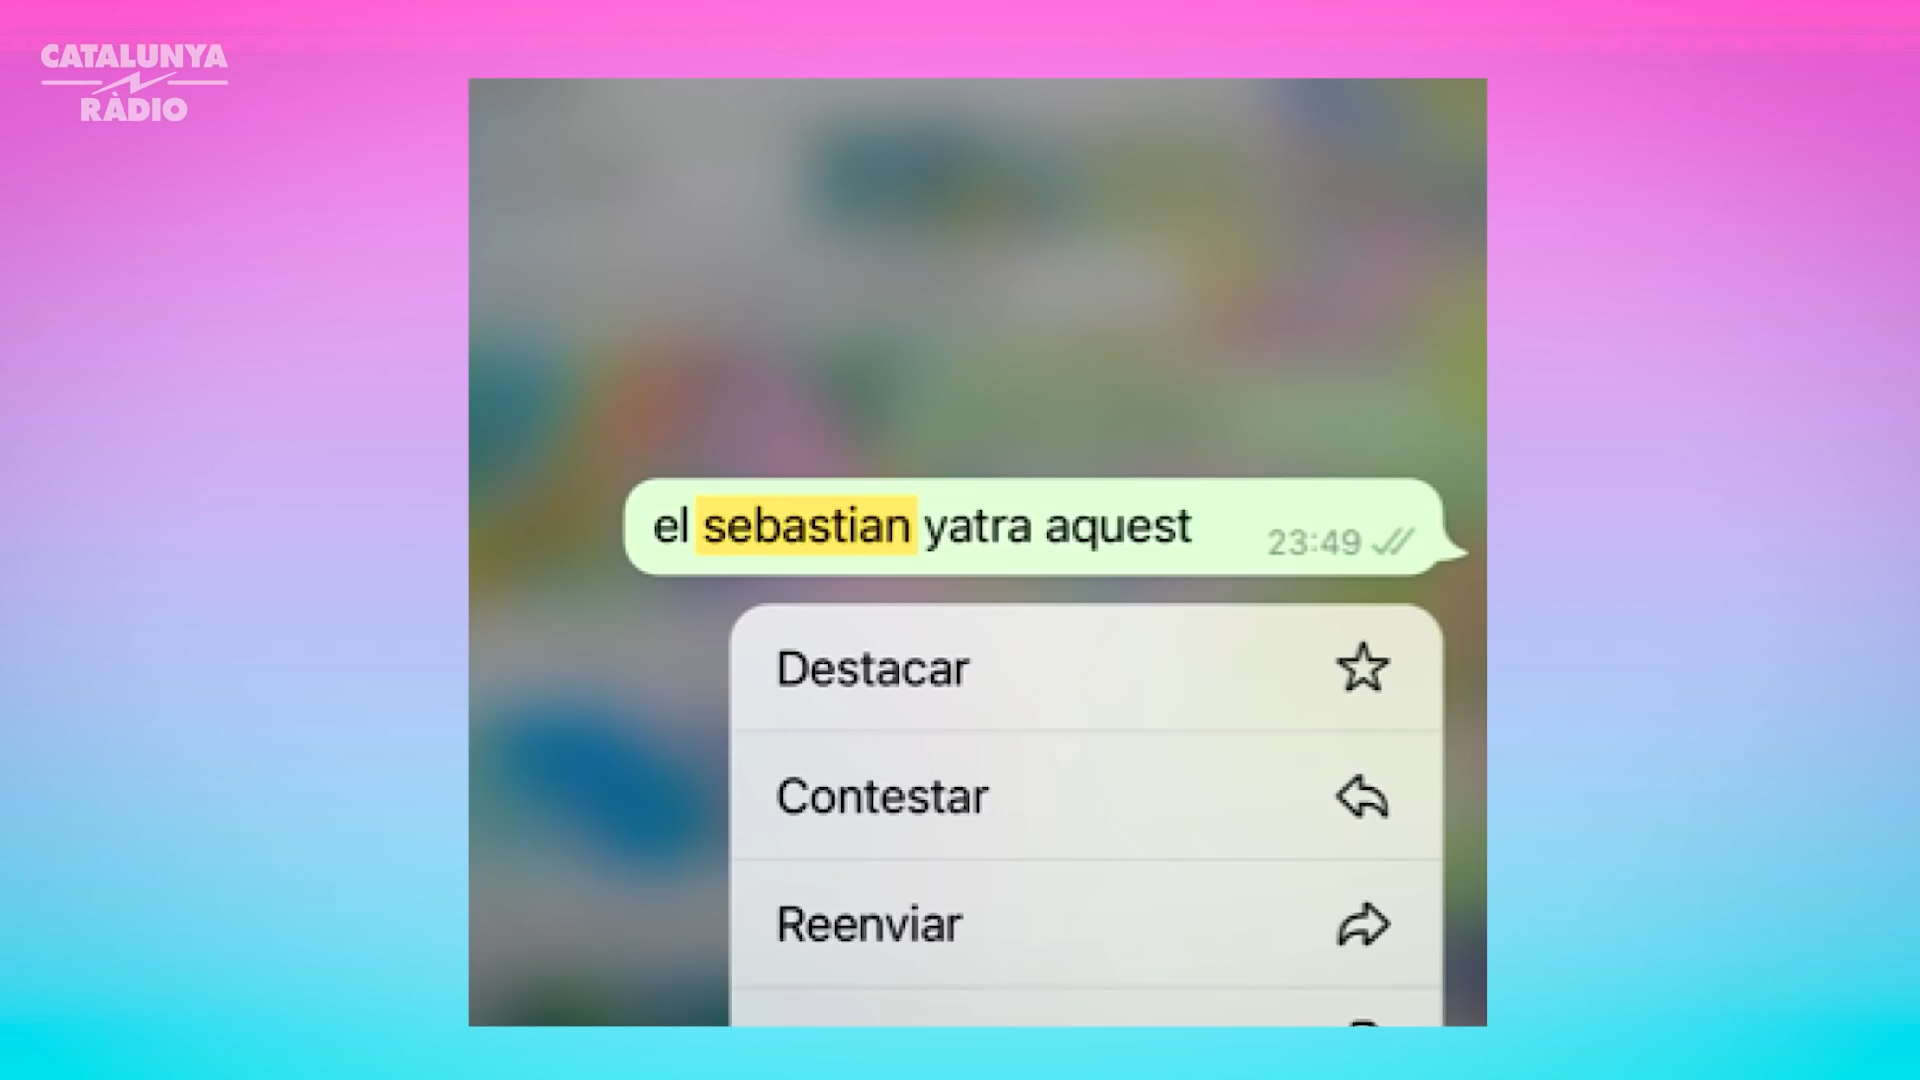 CATALUNYA
RÀDIO
el sebastian yatra aquest
23:49
Destacar
Contestar
Reenviar